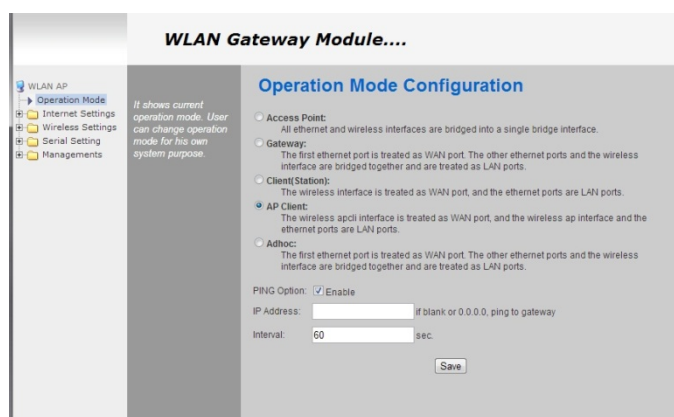 WLAN Gateway Module....
WLAN AP
Operation Mode
Internet Settings
Wireless Settings
Serial Setting
Managements
It shows current
operation mode. User
can change operation
mode for his own
system purpose.
Operation Mode Configuration
Access Point:
All ethernet and wireless interfaces are bridged into a single bridge interface.
Gateway:
The first ethernet port is treated as WAN port. The other ethernet ports and the wireless
interface are bridged together and are treated as LAN ports.
Client(Station):
The wireless interface is treated as WAN port, and the ethernet ports are LAN ports.
AP Client:
The wireless apcli interface is treated as WAN port, and the wireless ap interface and the
ethernet ports are LAN ports.
Adhoc:
The first ethernet port is treated as WAN port. The other ethernet ports and the wireless
interface are bridged together and are treated as LAN ports.
PING Option: Enable
IP Address: if blank or 0.0.0.0, ping to gateway
Interval: 60 sec.
Save